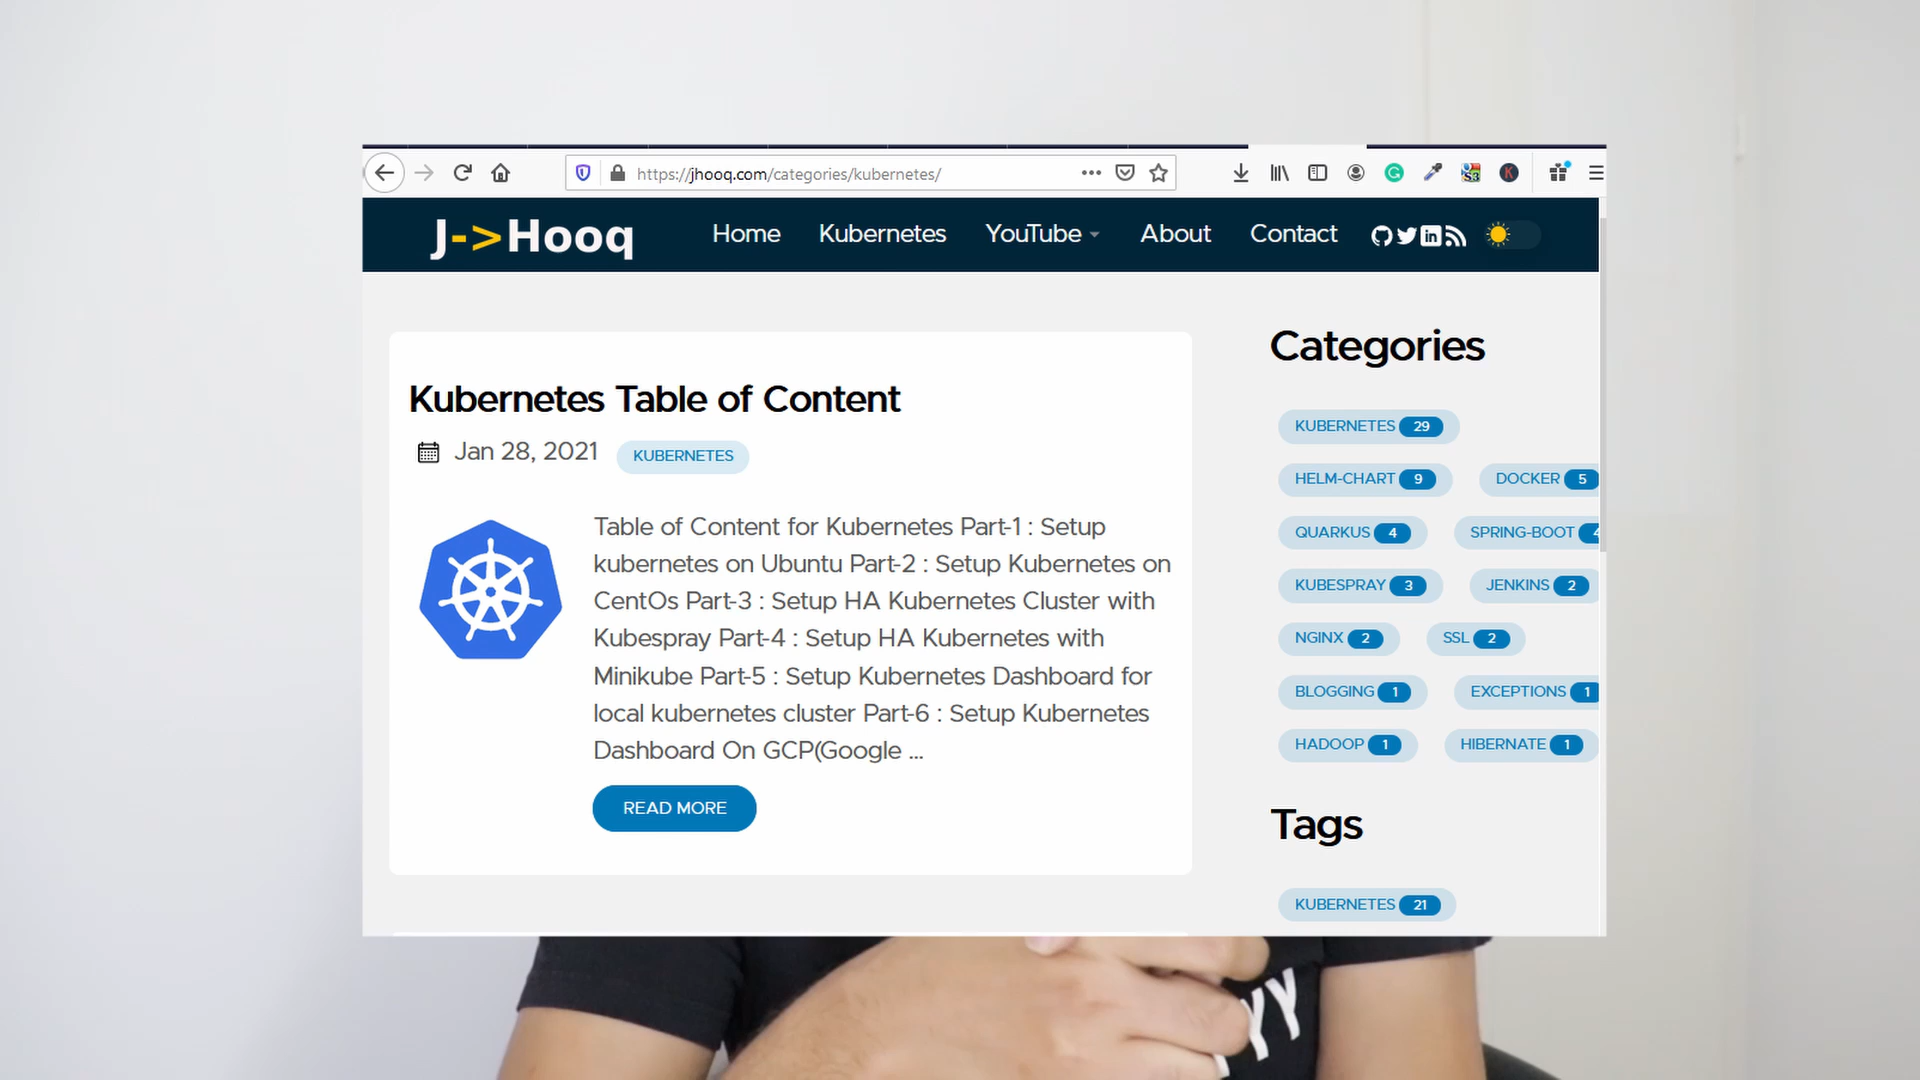 https://jhooq.com/categories/kubernetes/
J->Hooq Home Kubernetes YouTube About Contact
Kubernetes Table of Content
Jan 28, 2021 KUBERNETES
Table of Content for Kubernetes Part-1 : Setup
kubernetes on Ubuntu Part-2 : Setup Kubernetes on
CentOs Part-3 : Setup HA Kubernetes Cluster with
Kubespray Part-4 : Setup HA Kubernetes with
Minikube Part-5 : Setup Kubernetes Dashboard for
local kubernetes cluster Part-6 : Setup Kubernetes
Dashboard On GCP(Google ...
READ MORE
Categories
KUBERNETES 29
HELM-CHART 9 DOCKER 5
QUARKUS 4 SPRING-BOOT 4
KUBESPRAY 3 JENKINS 2
NGINX 2 SSL 2
BLOGGING 1 EXCEPTIONS 1
HADOOP 1 HIBERNATE 1
Tags
KUBERNETES 21